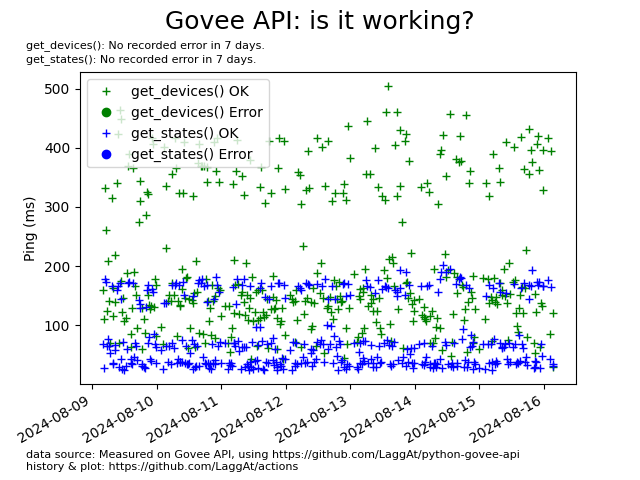 Govee API: is it working?
get_devices(): No recorded error in 7 days.
get_states(): No recorded error in 7 days.
get_devices() OK
get_devices() Error
get_states() OK
get_states() Error
Ping (ms)
500
400
300
200
100
2024-08-09
2024-08-10
2024-08-11
2024-08-12
2024-08-13
2024-08-14
2024-08-15
2024-08-16
data source: Measured on Govee API, using https://github.com/LaggAt/python-govee-api
history & plot: https://github.com/LaggAt/actions